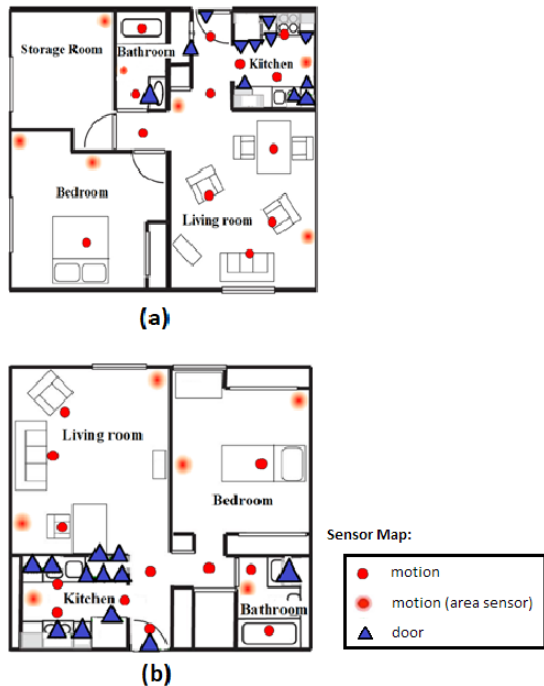 Storage Room
Bathroom
Kitchen
Bedroom
Living room
(a)
Living room
Bedroom
Kitchen
Bathroom
(b)
Sensor Map:
motion
motion (area sensor)
door